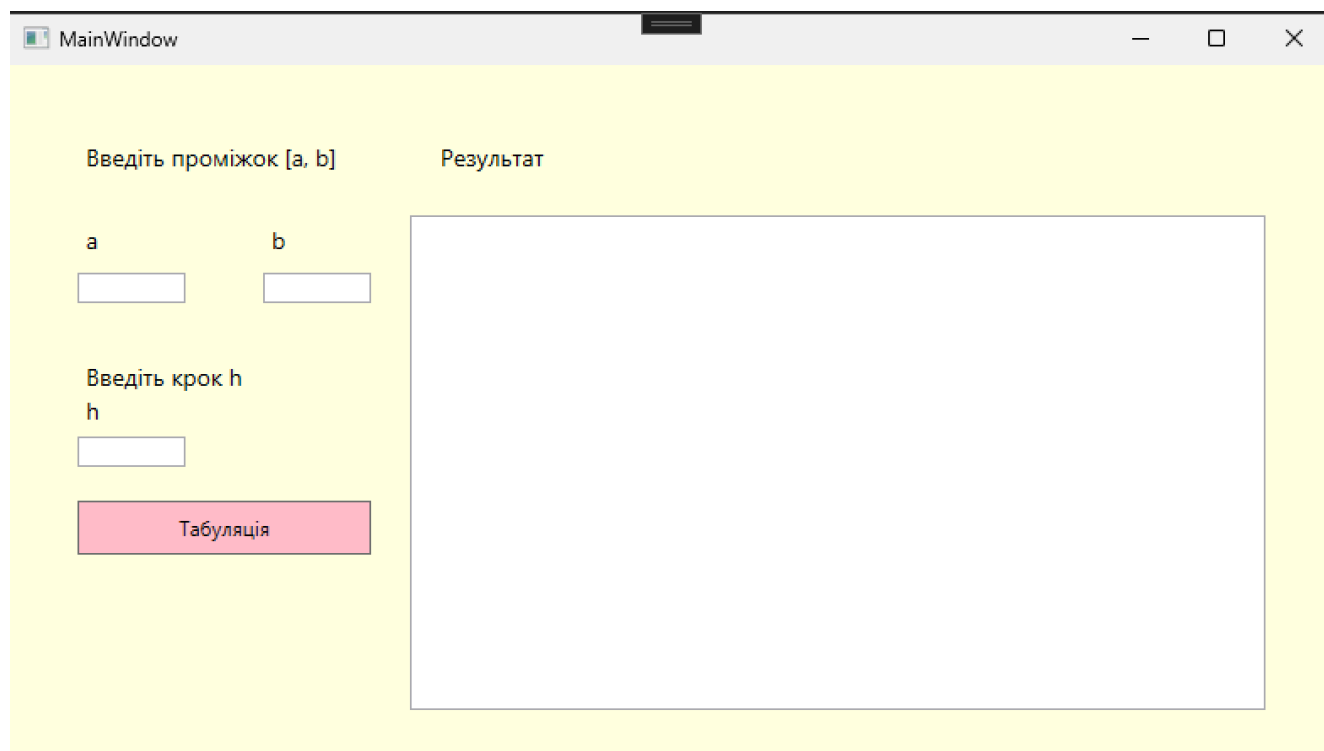 MainWindow
Введіть проміжок [a, b]
Результат
a
b
Введіть крок h
h
Табуляція